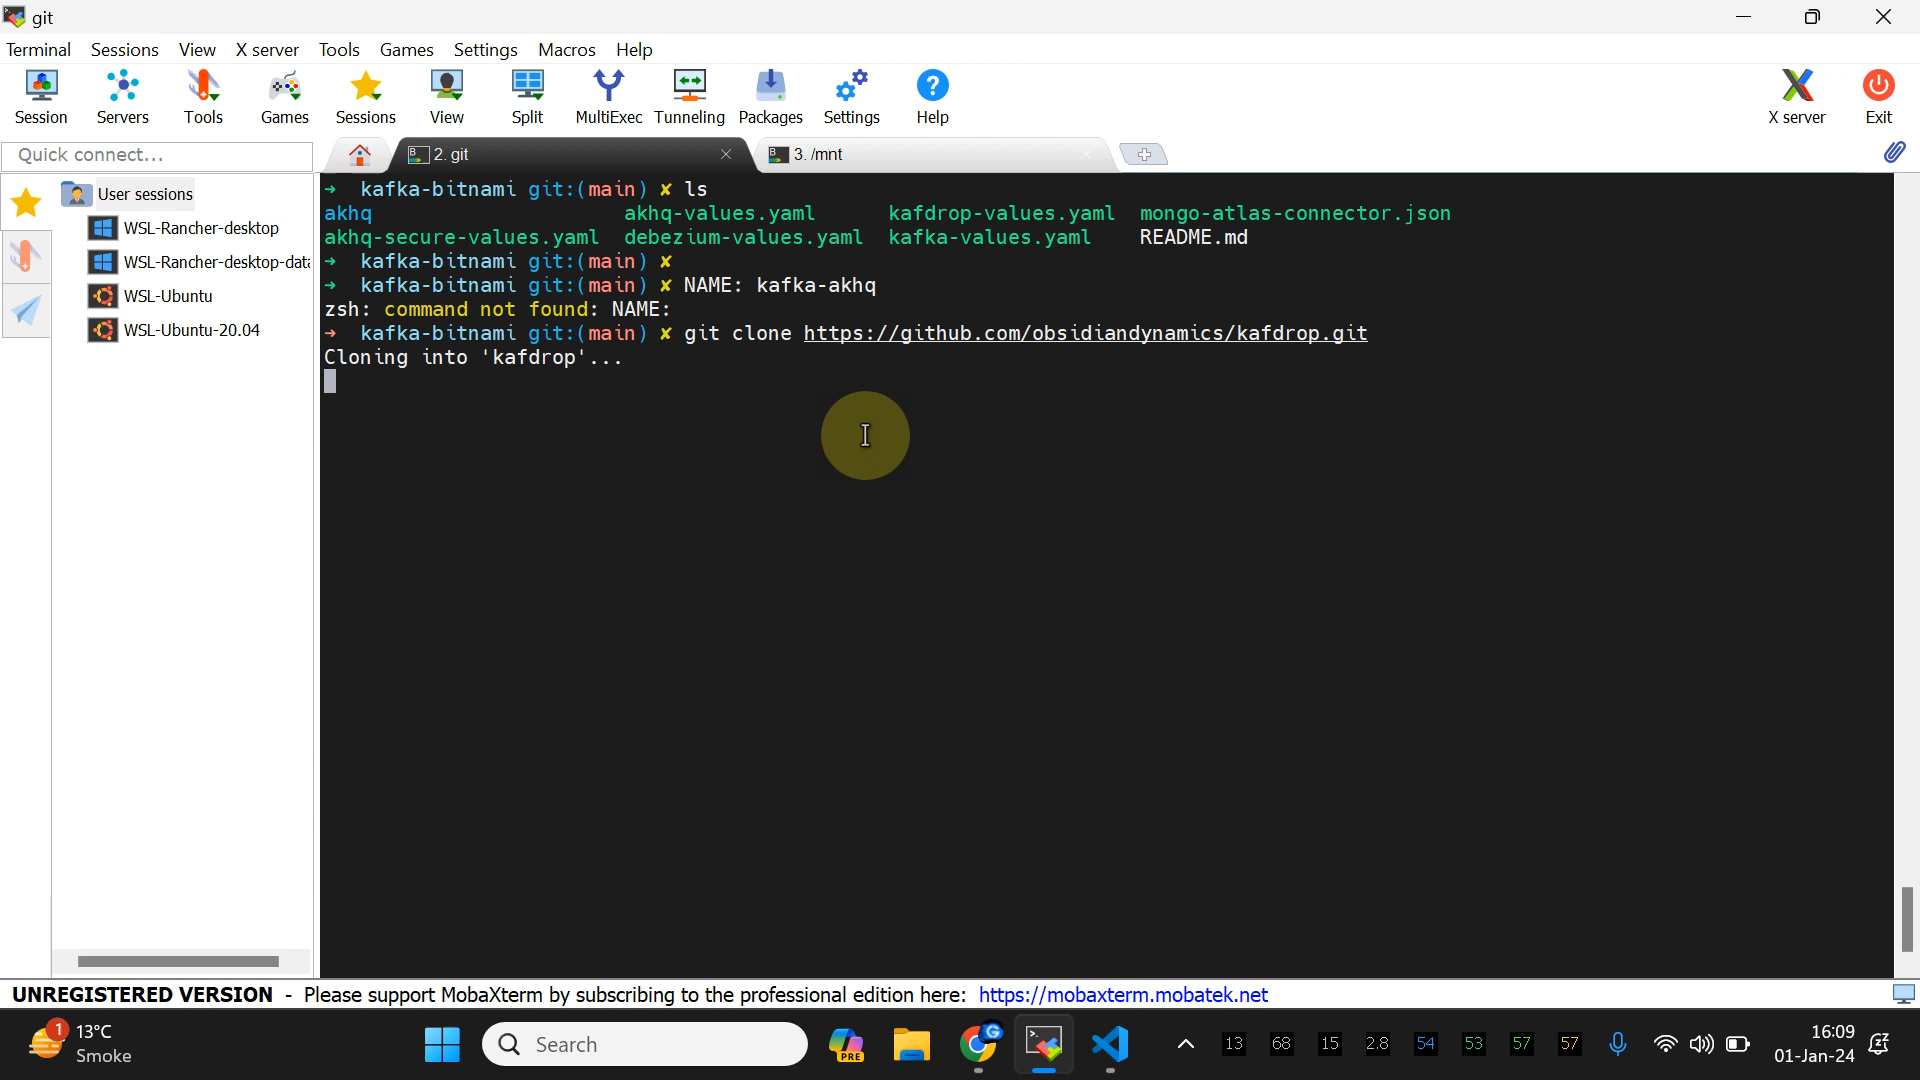 git
Terminal Sessions View X server Tools Games Settings Macros Help
Session Servers Tools Games Sessions View Split MultiExec Tunneling Packages Settings Help X server Exit
Quick connect... 2. git 3. /mnt
User sessions
WSL-Rancher-desktop
WSL-Rancher-desktop-dat
WSL-Ubuntu
WSL-Ubuntu-20.04
➜ kafka-bitnami git:(main) ✘ ls
akhq akhq-values.yaml kafdrop-values.yaml mongo-atlas-connector.json
akhq-secure-values.yaml debezium-values.yaml kafka-values.yaml README.md
➜ kafka-bitnami git:(main) ✘
➜ kafka-bitnami git:(main) ✘ NAME: kafka-akhq
zsh: command not found: NAME:
➜ kafka-bitnami git:(main) ✘ git clone https://github.com/obsidiandynamics/kafdrop.git
Cloning into 'kafdrop'...
UNREGISTERED VERSION - Please support MobaXterm by subscribing to the professional edition here: https://mobaxterm.mobatek.net
1 13°C
Smoke
Search
PRE
G
13 68 15 2.8 54 53 57 57
16:09
01-Jan-24